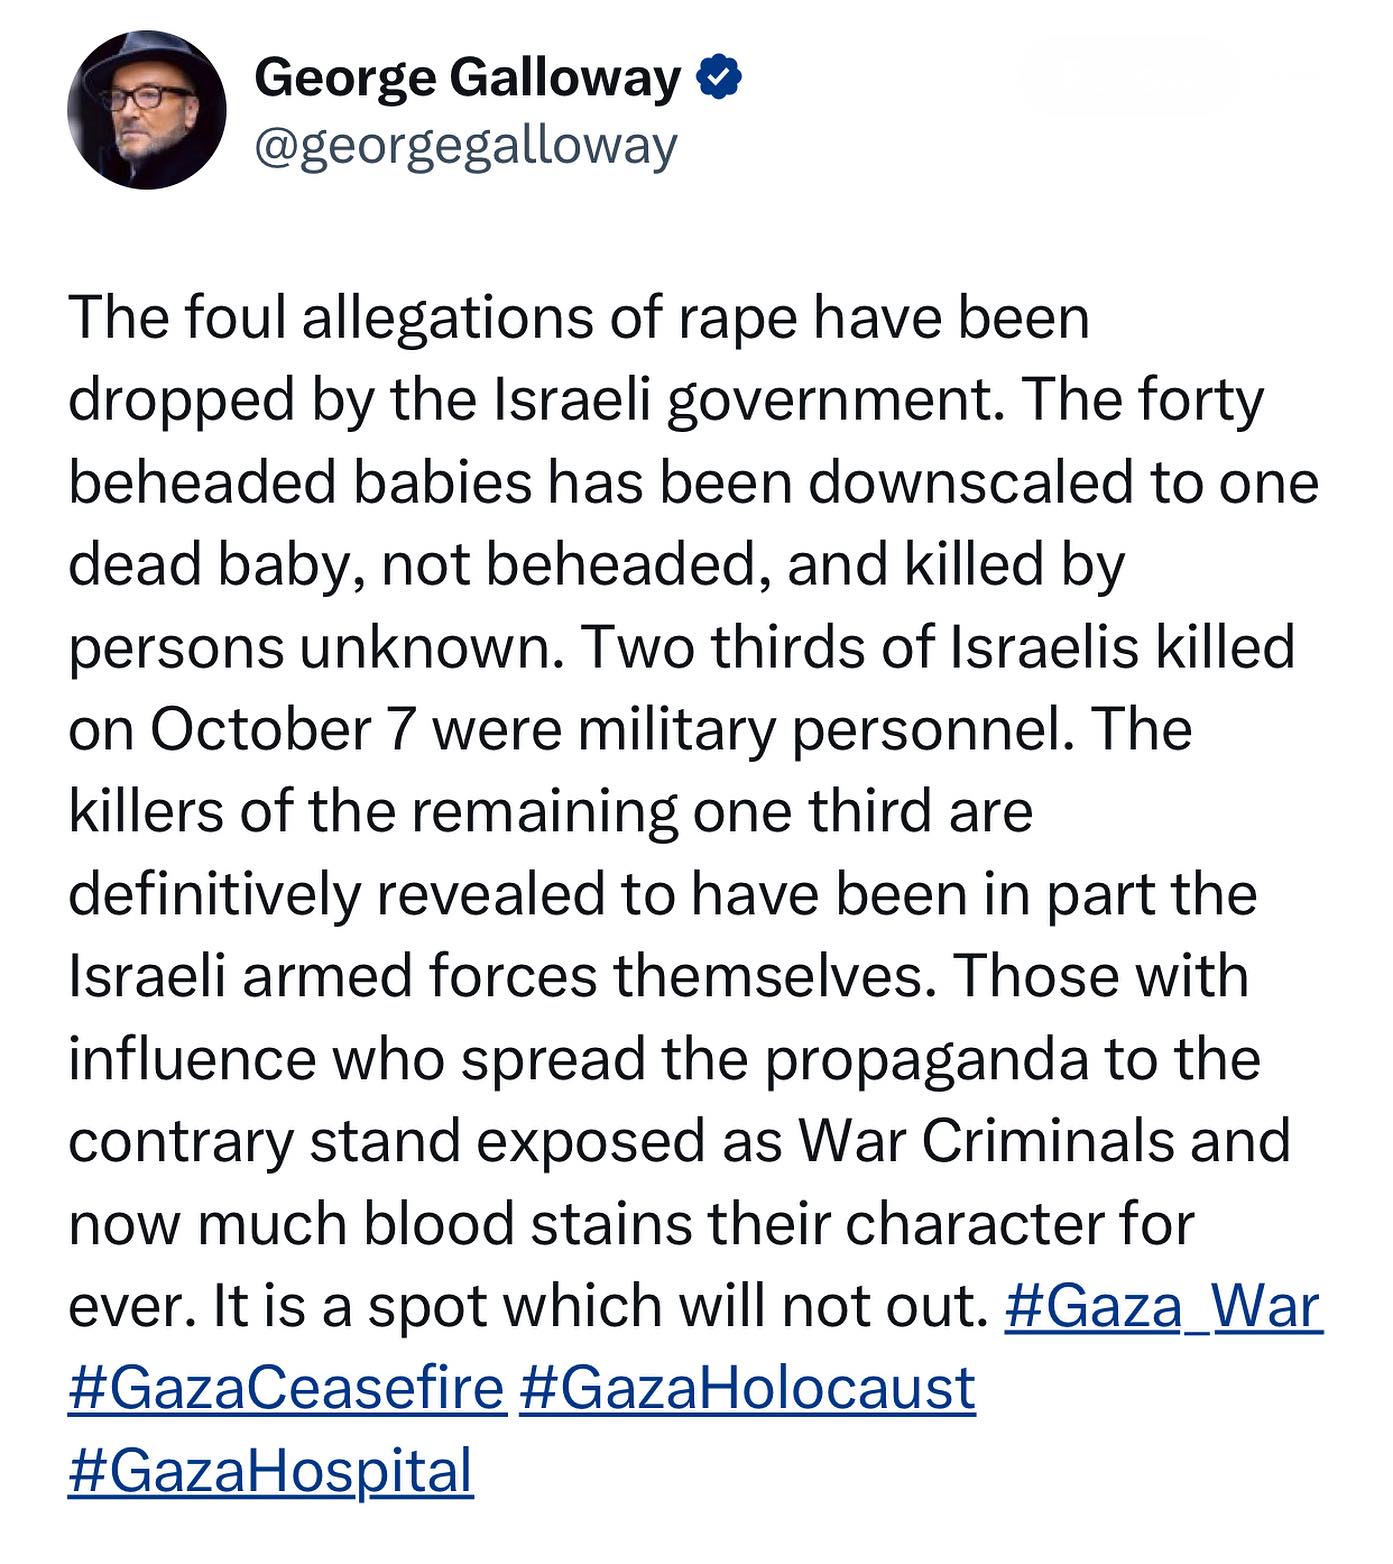 George Galloway
@georgegalloway
The foul allegations of rape have been
dropped by the Israeli government. The forty
beheaded babies has been downscaled to one
dead baby, not beheaded, and killed by
persons unknown. Two thirds of Israelis killed
on October 7 were military personnel. The
killers of the remaining one third are
definitively revealed to have been in part the
Israeli armed forces themselves. Those with
influence who spread the propaganda to the
contrary stand exposed as War Criminals and
now much blood stains their character for
ever. It is a spot which will not out. #Gaza_War
#GazaCeasefire #GazaHolocaust
#GazaHospital